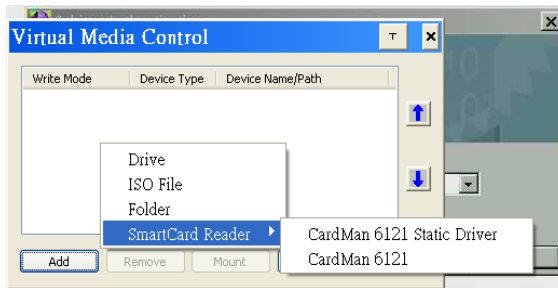 Virtual Media Control
Write Mode Device Type Device Name/Path
Drive
ISO File
Folder
SmartCard Reader
CardMan 6121 Static Driver
CardMan 6121
Add Remove Mount